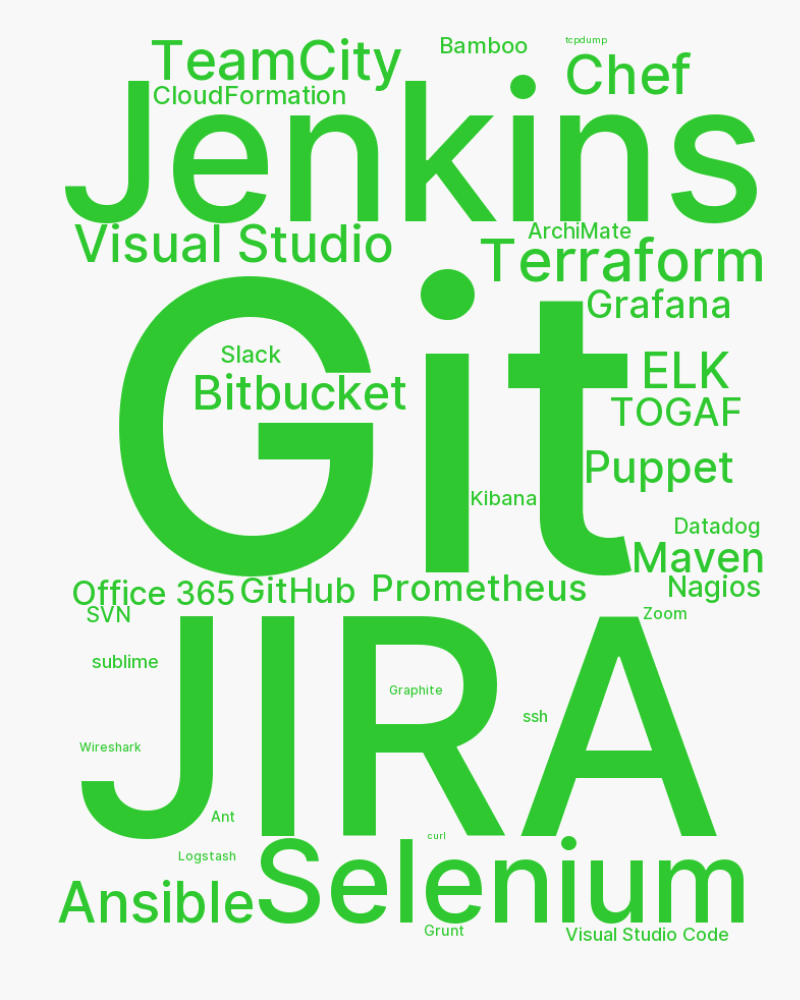 TeamCity
Bamboo
tcpdump
Chef
CloudFormation
Jenkins
Visual Studio
ArchiMate
Terraform
Grafana
Git
Slack
Bitbucket
ELK
TOGAF
Puppet
Kibana
Datadog
Maven
Nagios
Office 365
GitHub
Prometheus
SVN
Zoom
JIRA
sublime
Graphite
ssh
Wireshark
Ant
curl
Logstash
Selenium
Ansible
Grunt
Visual Studio Code